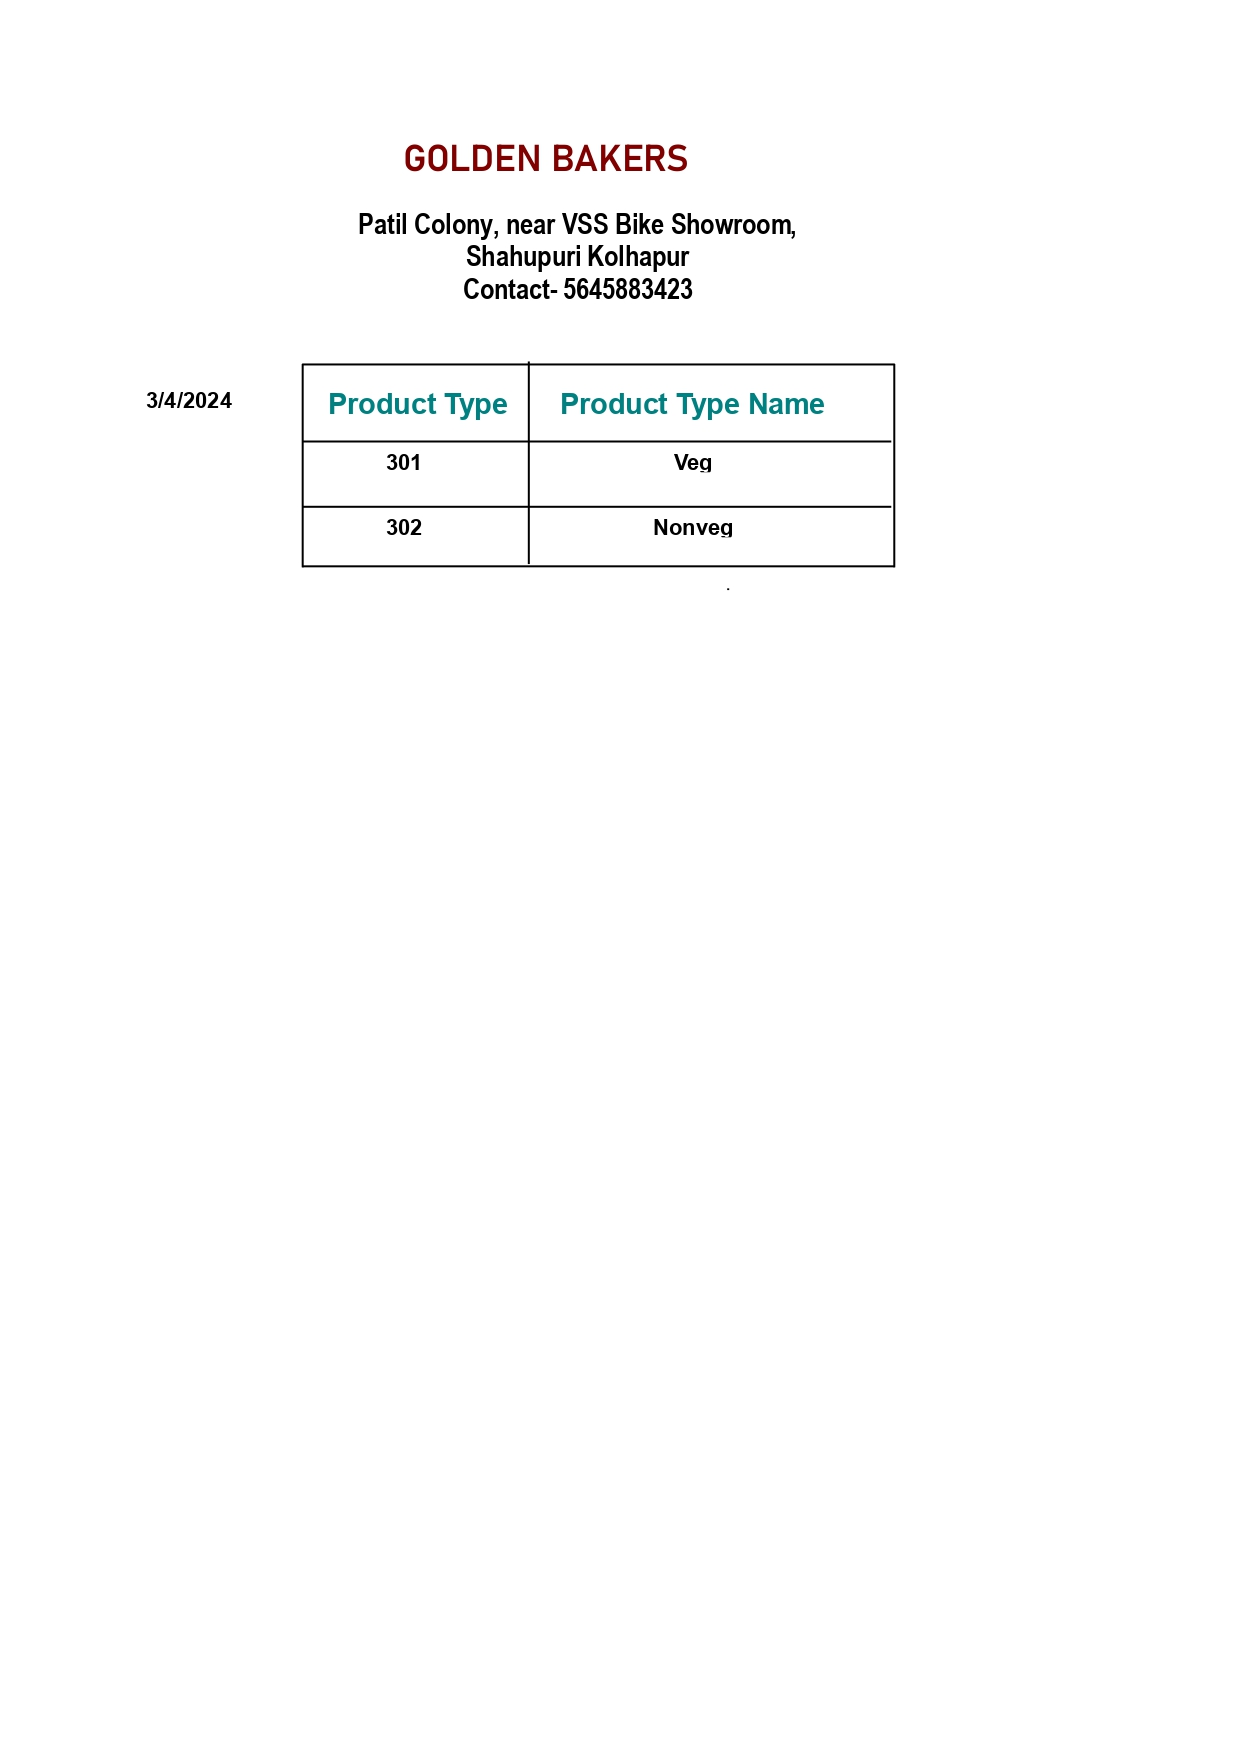 GOLDEN BAKERS
Patil Colony, near VSS Bike Showroom,
Shahupuri Kolhapur
Contact- 5645883423
3/4/2024
Product Type Product Type Name
301 Veg
302 Nonveg
.